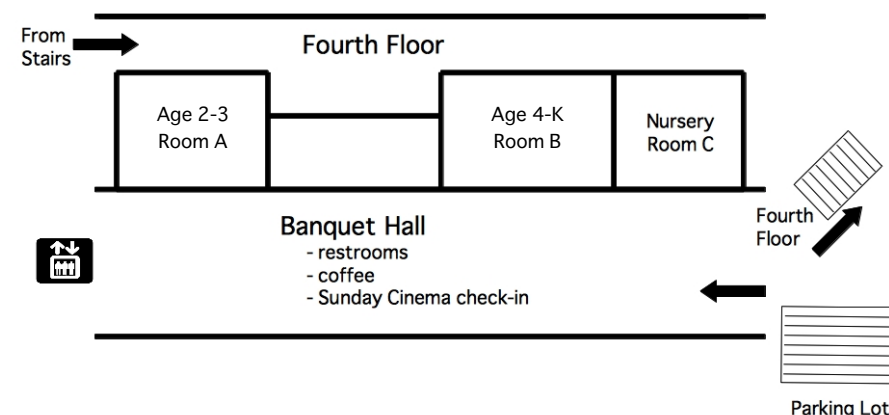 From
Stairs
Fourth Floor
Age 2-3
Room A
Age 4-K
Room B
Nursery
Room C
Banquet Hall
- restrooms
- coffee
- Sunday Cinema check-in
Fourth
Floor
Parking Lot